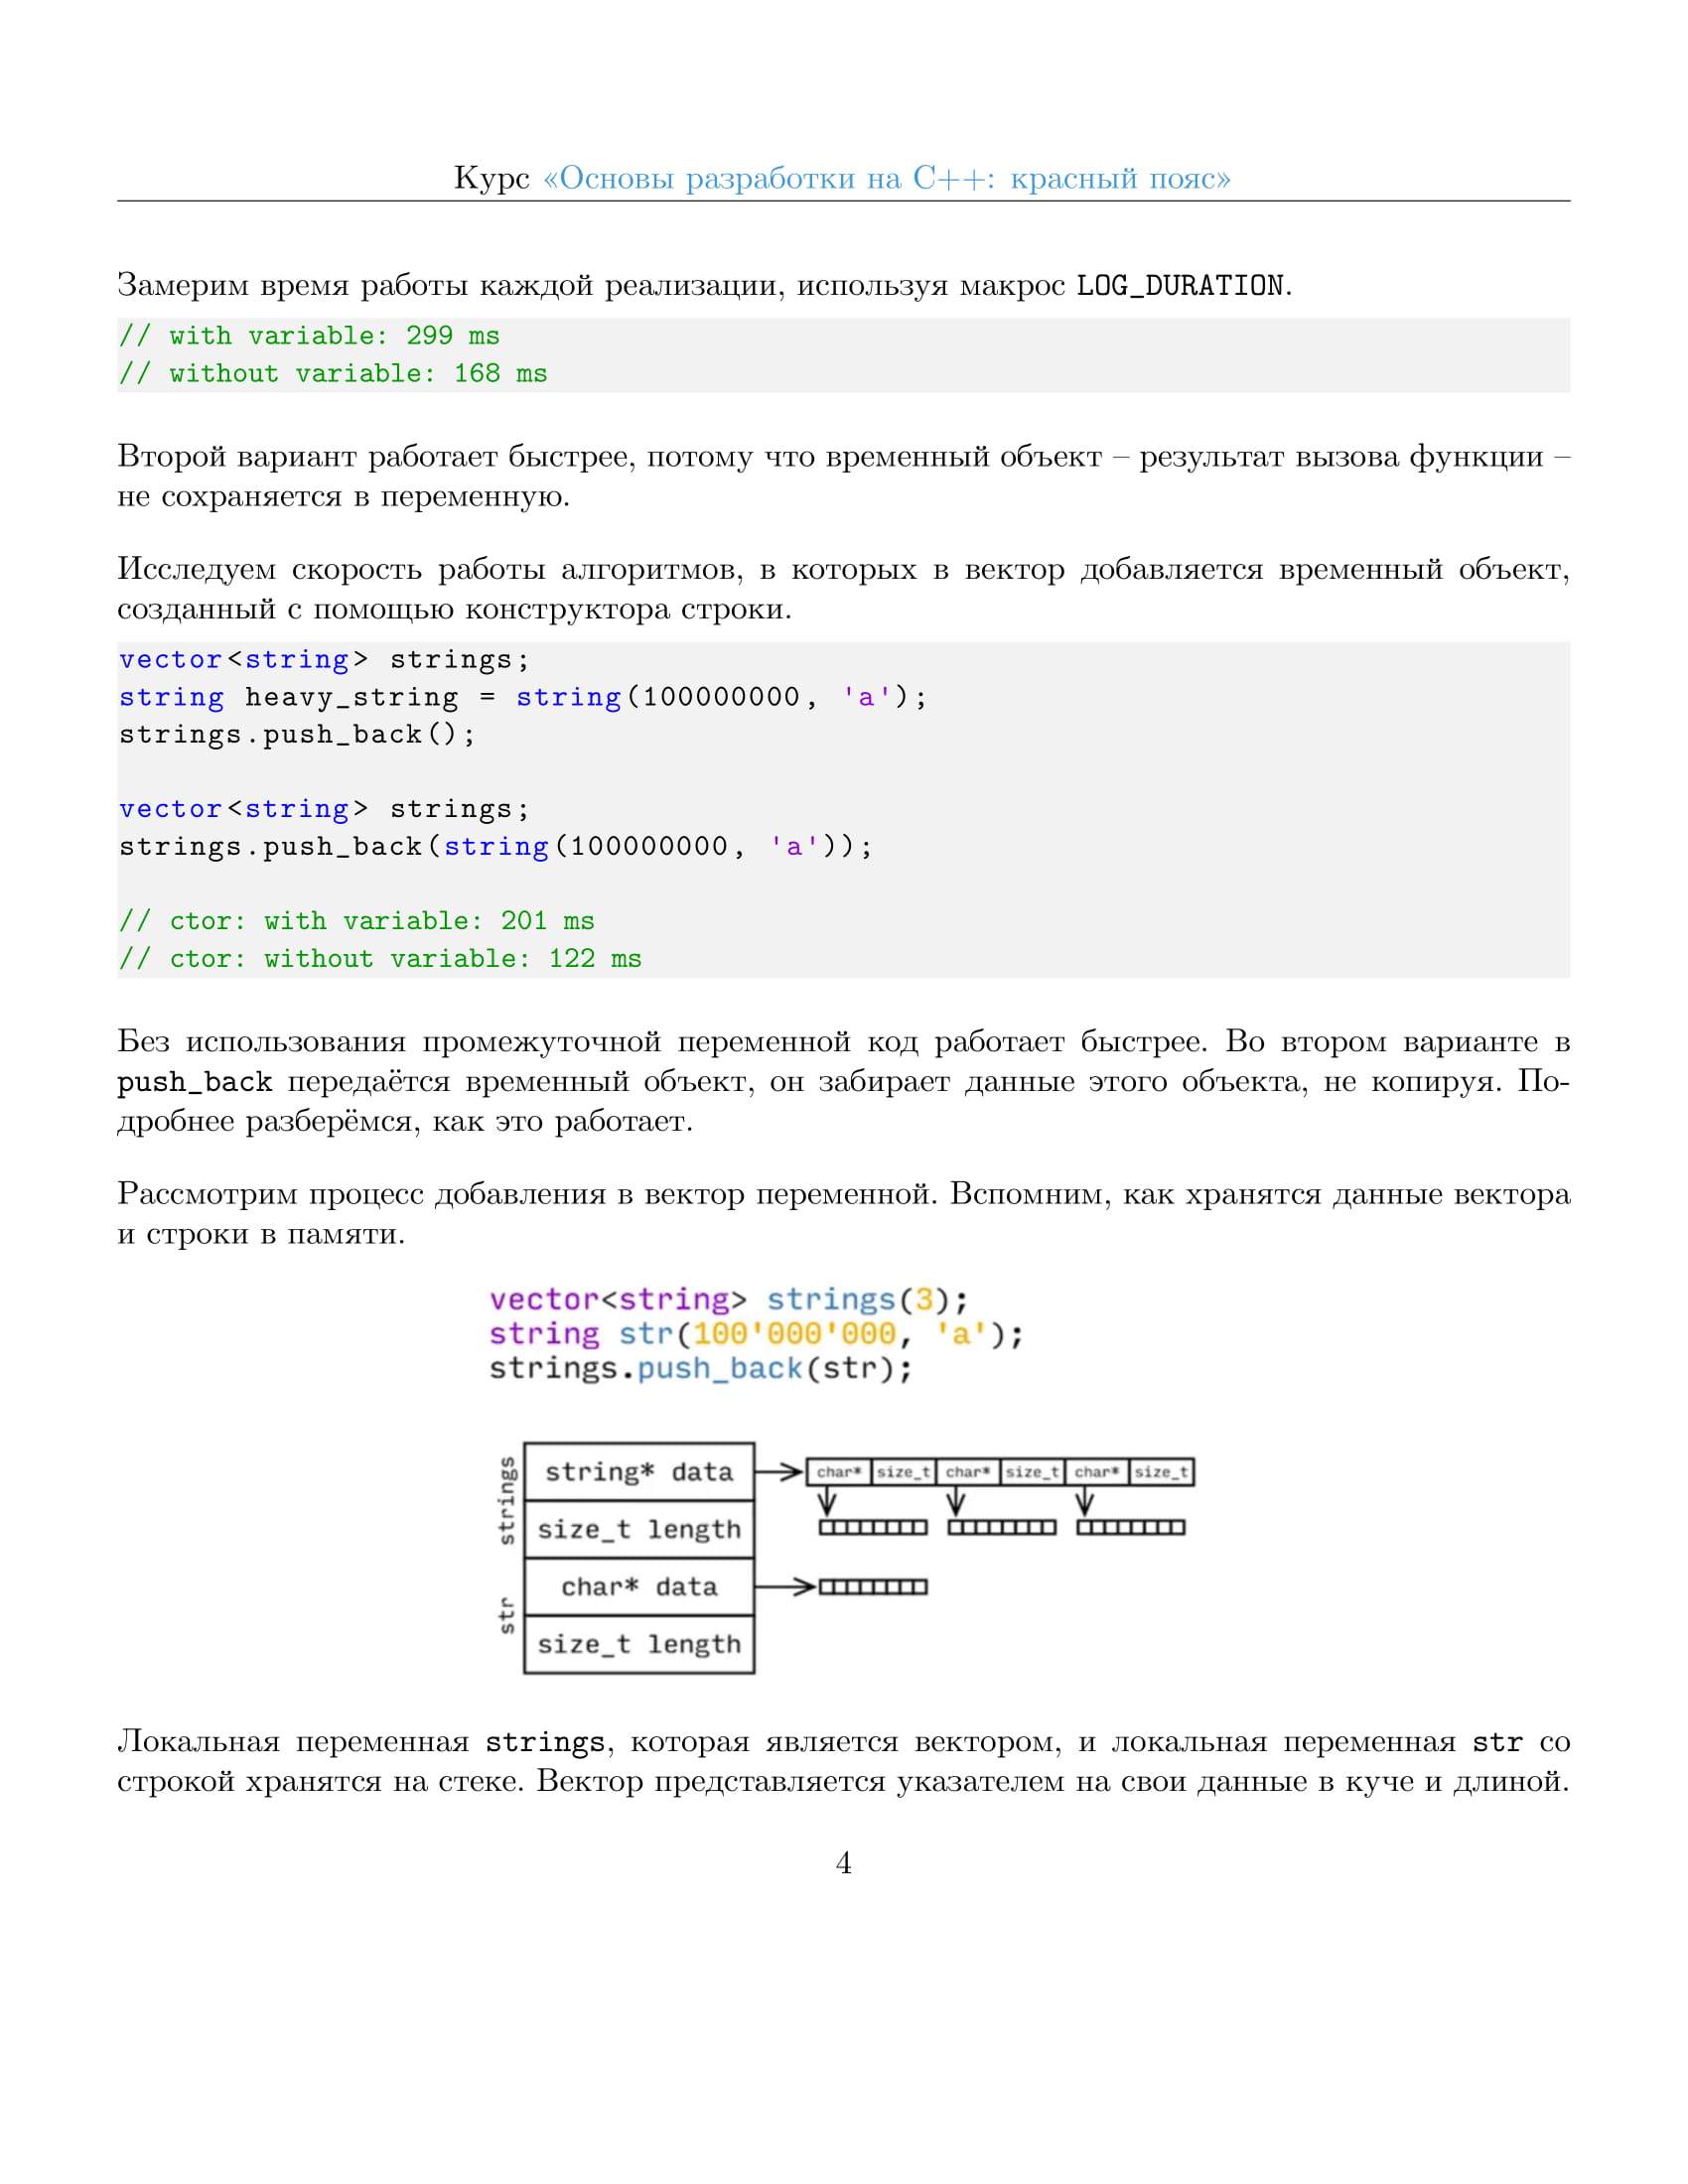 Курс «Основы разработки на C++: красный пояс»
Замерим время работы каждой реализации, используя макрос LOG_DURATION.
// with variable: 299 ms
// without variable: 168 ms
Второй вариант работает быстрее, потому что временный объект – результат вызова функции –
не сохраняется в переменную.
Исследуем скорость работы алгоритмов, в которых в вектор добавляется временный объект,
созданный с помощью конструктора строки.
vector<string> strings;
string heavy_string = string(100000000, 'a');
strings.push_back();
vector<string> strings;
strings.push_back(string(100000000, 'a'));
// ctor: with variable: 201 ms
// ctor: without variable: 122 ms
Без использования промежуточной переменной код работает быстрее. Во втором варианте в
push_back передаётся временный объект, он забирает данные этого объекта, не копируя. По-
дробнее разберёмся, как это работает.
Рассмотрим процесс добавления в вектор переменной. Вспомним, как хранятся данные вектора
и строки в памяти.
vector<string> strings(3);
string str(100'000'000, 'a');
strings.push_back(str);
strings
string* data
char* size_t char* size_t char* size_t
size_t length
str
char* data
size_t length
Локальная переменная strings, которая является вектором, и локальная переменная str со
строкой хранятся на стеке. Вектор представляется указателем на свои данные в куче и длиной.
4